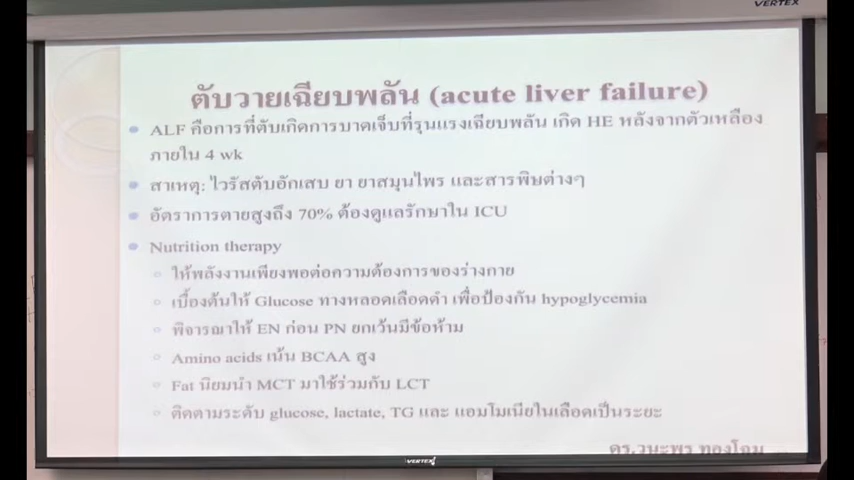 VERTEX
ตับวายเฉียบพลัน (acute liver failure)
ALF คือการที่ตับเกิดการบาดเจ็บที่รุนแรงเฉียบพลัน เกิด HE หลังจากตัวเหลือง
ภายใน 4 wk
สาเหตุ: ไวรัสตับอักเสบ ยา ยาสมุนไพร และสารพิษต่างๆ
อัตราการตายสูงถึง 70% ต้องดูแลรักษาใน ICU
Nutrition therapy
ให้พลังงานเพียงพอต่อความต้องการของร่างกาย
เบื้องต้นให้ Glucose ทางหลอดเลือดดำ เพื่อป้องกัน hypoglycemia
พิจารณาให้ EN ก่อน PN ยกเว้นมีข้อห้าม
Amino acids เน้น BCAA สูง
Fat นิยมนำ MCT มาใช้ร่วมกับ LCT
ติดตามระดับ glucose, lactate, TG และ แอมโมเนียในเลือดเป็นระยะ
ดร.วนะพร ทองโฉม
VERTEX